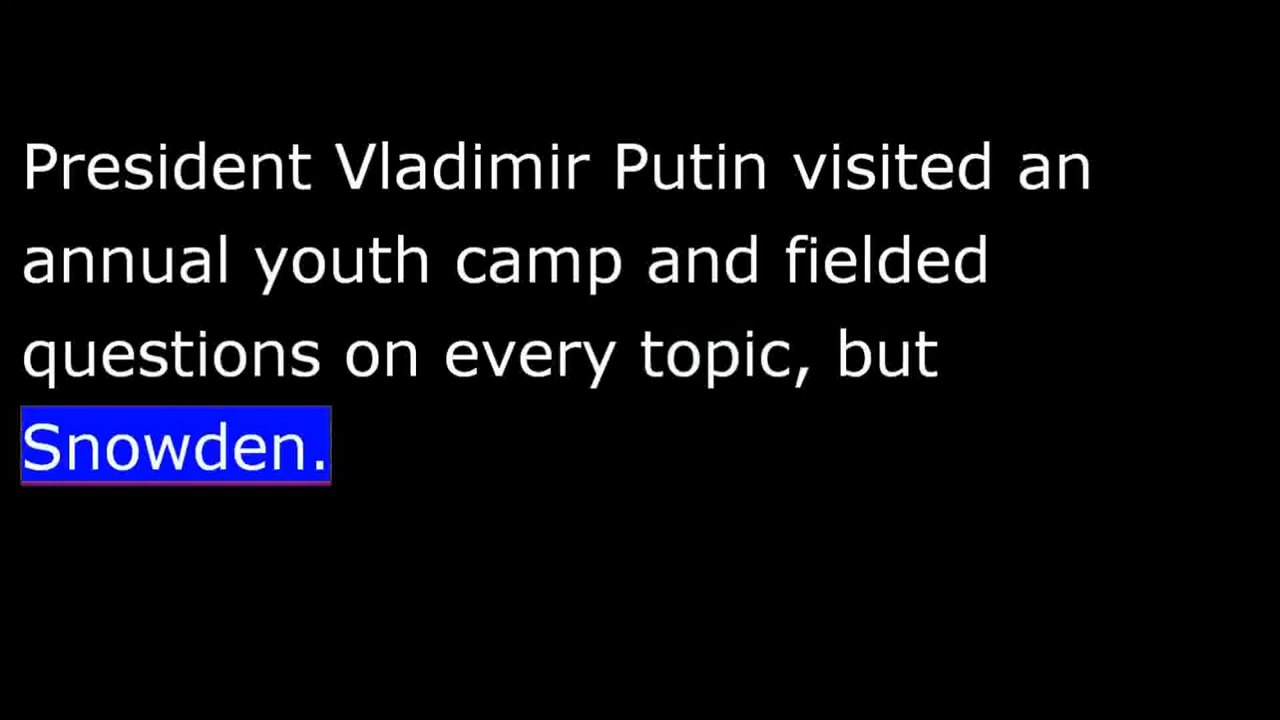 President Vladimir Putin visited an
annual youth camp and fielded
questions on every topic, but
Snowden.